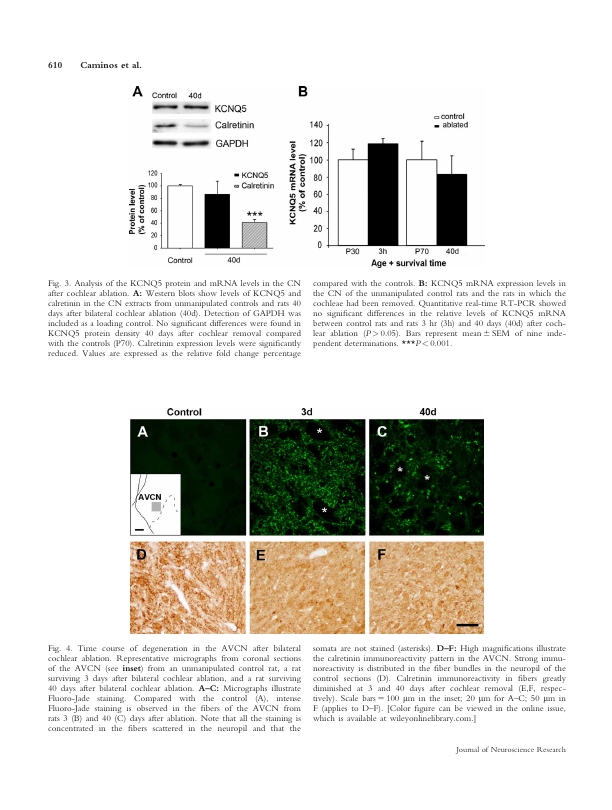 610 Caminos et al.
A
Control 40d
KCNQ5
Calretinin
GAPDH
Protein level
(% of control)
120
100
80
60
40
20
0
KCNQ5
Calretinin
***
Control
40d
B
control
ablated
KCNQ5 mRNA level
(% of control)
140
120
100
80
60
40
20
0
P30 3h P70 40d
Age + survival time
Fig. 3. Analysis of the KCNQ5 protein and mRNA levels in the CN
after cochlear ablation. A: Western blots show levels of KCNQ5 and
calretinin in the CN extracts from unmanipulated controls and rats 40
days after bilateral cochlear ablation (40d). Detection of GAPDH was
included as a loading control. No significant differences were found in
KCNQ5 protein density 40 days after cochlear removal compared
with the controls (P70). Calretinin expression levels were significantly
reduced. Values are expressed as the relative fold change percentage
compared with the controls. B: KCNQ5 mRNA expression levels in
the CN of the unmanipulated control rats and the rats in which the
cochleae had been removed. Quantitative real-time RT-PCR showed
no significant differences in the relative levels of KCNQ5 mRNA
between control rats and rats 3 hr (3h) and 40 days (40d) after coch-
lear ablation (P > 0.05). Bars represent mean ± SEM of nine inde-
pendent determinations. ***P < 0.001.
Control 3d 40d
A
AVCN
B
*
*
C
*
*
D
E
F
Fig. 4. Time course of degeneration in the AVCN after bilateral
cochlear ablation. Representative micrographs from coronal sections
of the AVCN (see inset) from an unmanipulated control rat, a rat
surviving 3 days after bilateral cochlear ablation, and a rat surviving
40 days after bilateral cochlear ablation. A–C: Micrographs illustrate
Fluoro-Jade staining. Compared with the control (A), intense
Fluoro-Jade staining is observed in the fibers of the AVCN from
rats 3 (B) and 40 (C) days after ablation. Note that all the staining is
concentrated in the fibers scattered in the neuropil and that the
somata are not stained (asterisks). D–F: High magnifications illustrate
the calretinin immunoreactivity pattern in the AVCN. Strong immu-
noreactivity is distributed in the fiber bundles in the neuropil of the
control sections (D). Calretinin immunoreactivity in fibers greatly
diminished at 3 and 40 days after cochlear removal (E,F, respec-
tively). Scale bars = 100 μm in the inset; 20 μm for A–C; 50 μm in
F (applies to D–F). [Color figure can be viewed in the online issue,
which is available at wileyonlinelibrary.com.]
Journal of Neuroscience Research